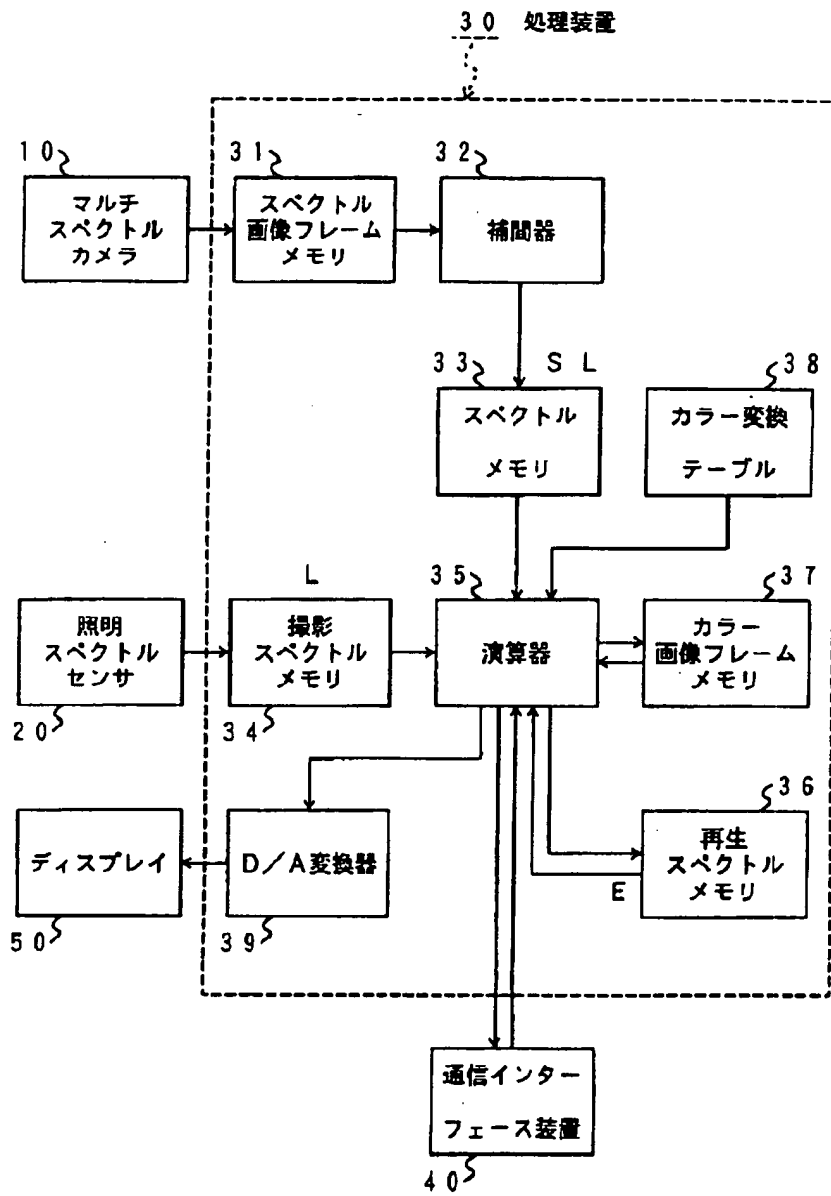 30 処理装置
10
31
32
マルチ
スペクトル
カメラ
スペクトル
画像フレーム
メモリ
補間器
33
SL
38
スペクトル
メモリ
カラー変換
テーブル
L
35
37
照明
スペクトル
センサ
撮影
スペクトル
メモリ
演算器
カラー
画像フレーム
メモリ
20
34
36
ディスプレイ
D/A変換器
再生
スペクトル
メモリ
E
50
39
通信インター
フェース装置
40